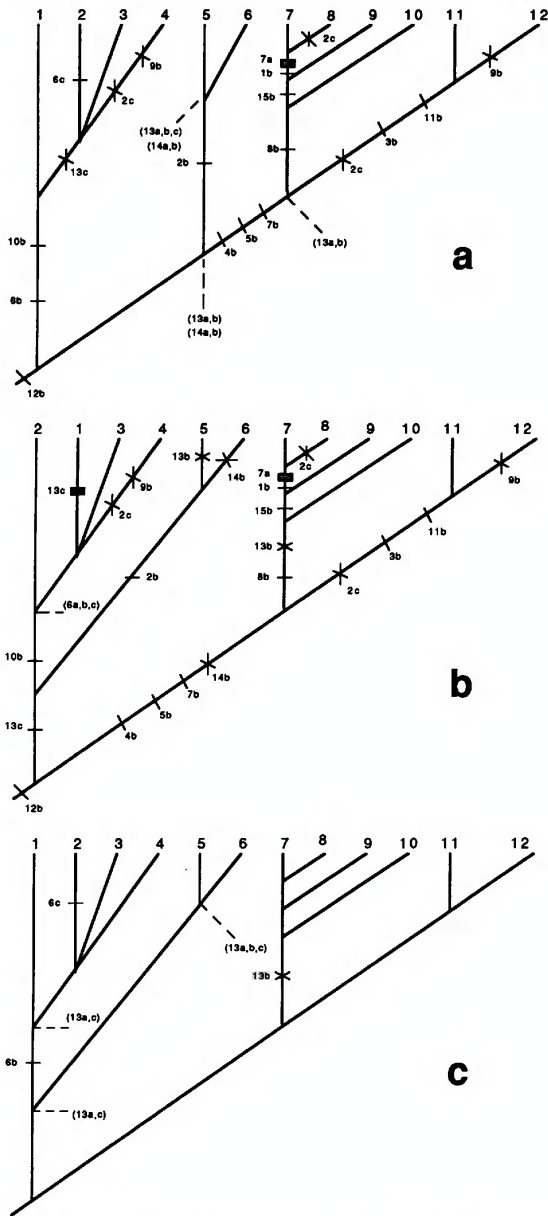 1 2 3 4 5 6 7 8 9 10 11 12
9b
2c
6c
7a
9b
2c
1b
15b
(13a,b,c)
(14a,b)
11b
3b
2b
8b
13c
2c
7b
5b
4b
(13a,b)
10b
a
6b
(13a,b)
(14a,b)
12b
2 1 3 4 5 6 7 8 9 10 11 12
13b
2c
9b
14b
7a
9b
13c
1b
2c
15b
11b
13b
3b
2b
8b
2c
(6a,b,c)
10b
14b
7b
b
5b
13c
4b
12b
1 2 3 4 5 6 7 8 9 10 11 12
6c
(13a,b,c)
13b
(13a,c)
6b
c
(13a,c)